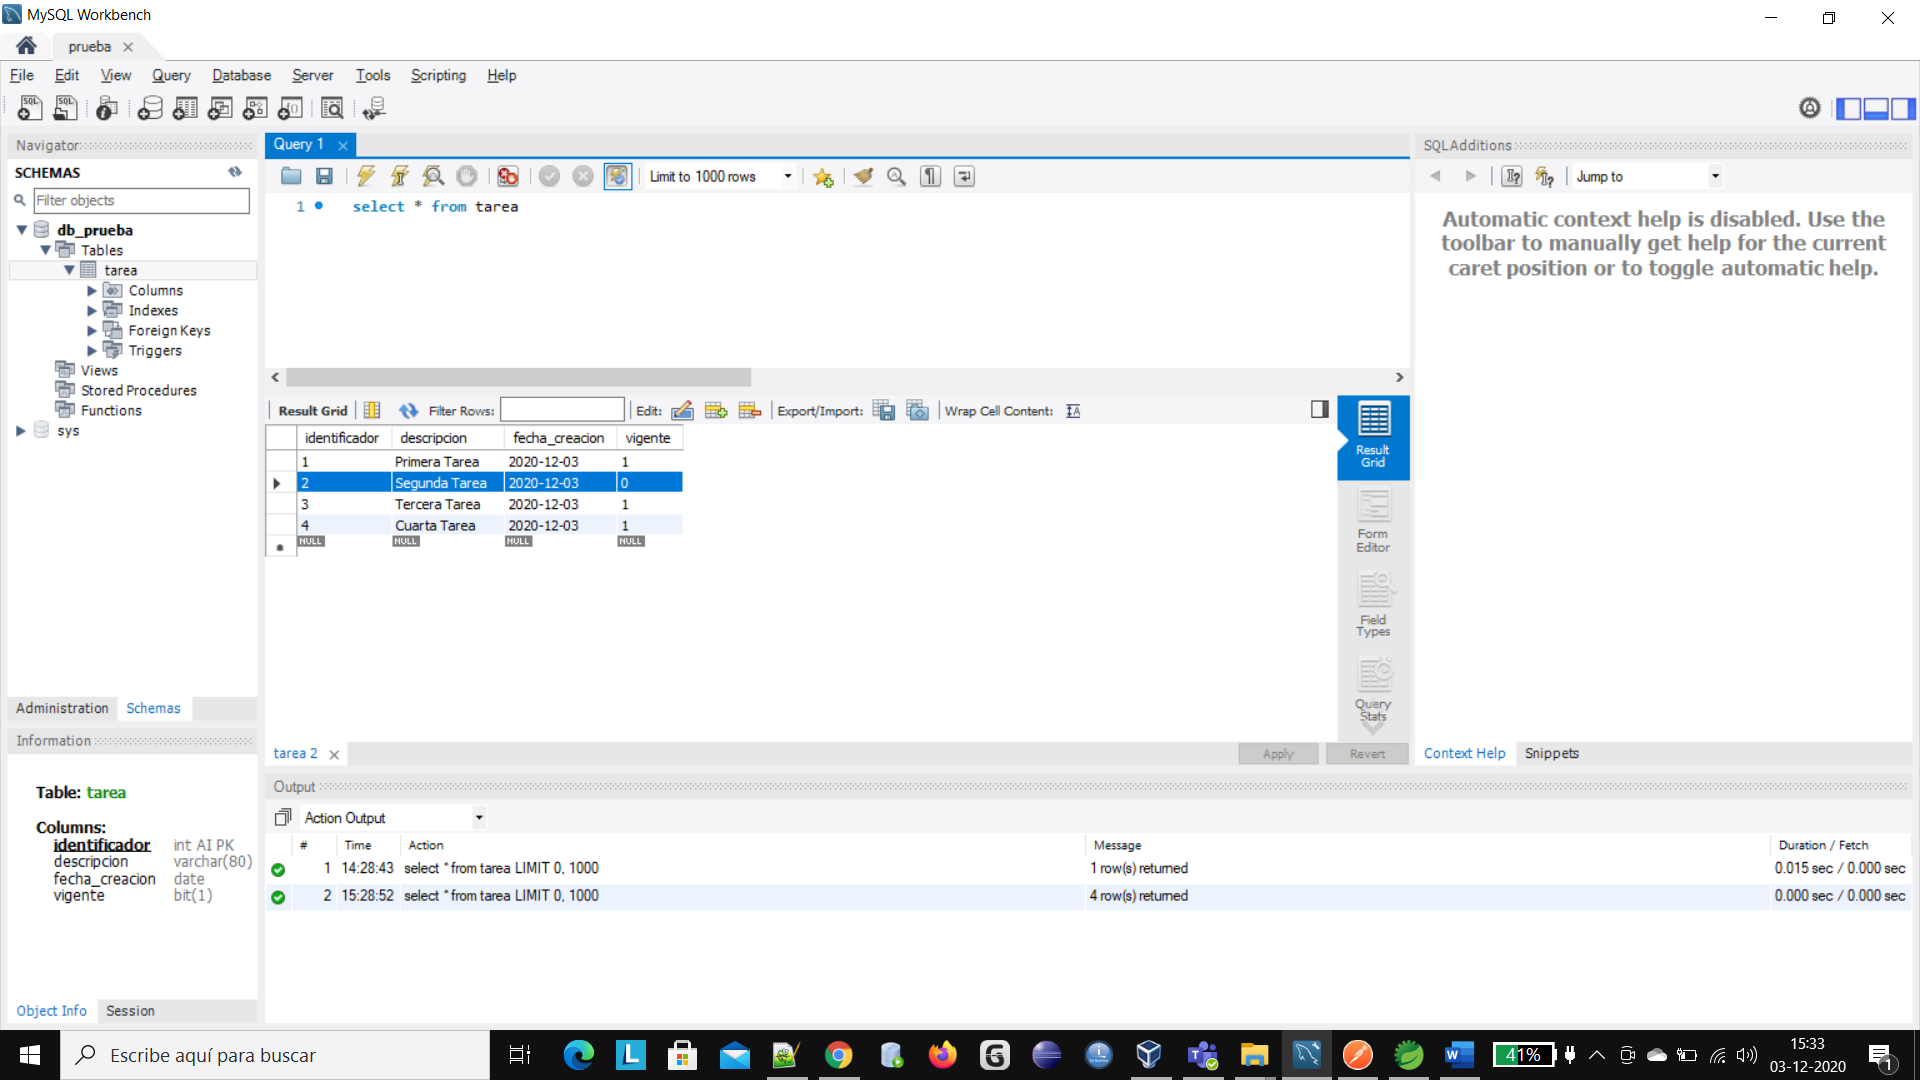 MySQL Workbench
prueba
File Edit View Query Database Server Tools Scripting Help
Navigator
SCHEMAS
Filter objects
db_prueba
Tables
tarea
Columns
Indexes
Foreign Keys
Triggers
Views
Stored Procedures
Functions
sys
Administration Schemas
Information
Table: tarea
Columns:
identificador int AI PK
descripcion varchar(80)
fecha_creacion date
vigente bit(1)
Object Info Session
Query 1
Limit to 1000 rows
1 select * from tarea
Result Grid Filter Rows: Edit: Export/Import: Wrap Cell Content:
identificador descripcion fecha_creacion vigente
1 Primera Tarea 2020-12-03 1
2 Segunda Tarea 2020-12-03 0
3 Tercera Tarea 2020-12-03 1
4 Cuarta Tarea 2020-12-03 1
NULL NULL NULL NULL
Result
Grid
Form
Editor
Field
Types
Query
Stats
tarea 2
Apply Revert
SQLAdditions
Jump to
Automatic context help is disabled. Use the
toolbar to manually get help for the current
caret position or to toggle automatic help.
Context Help Snippets
Output
Action Output
# Time Action Message Duration / Fetch
1 14:28:43 select * from tarea LIMIT 0, 1000 1 row(s) returned 0.015 sec / 0.000 sec
2 15:28:52 select * from tarea LIMIT 0, 1000 4 row(s) returned 0.000 sec / 0.000 sec
Escribe aquí para buscar
41%
15:33
03-12-2020
1